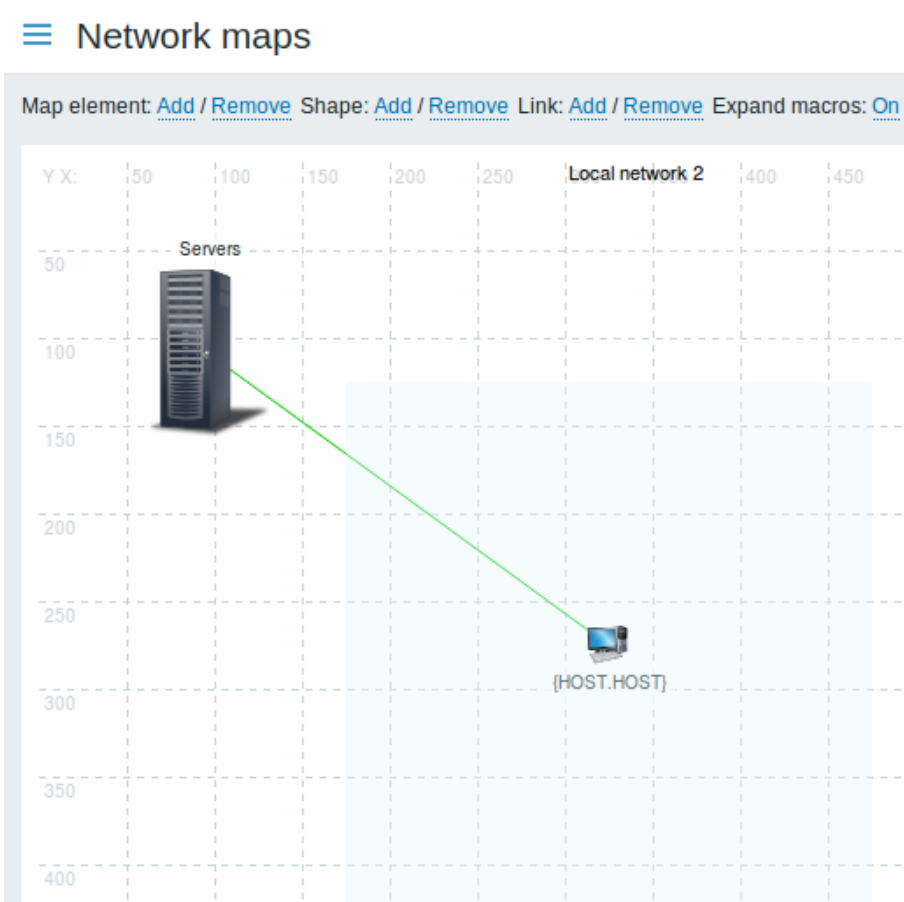 Network maps
Map element: Add / Remove Shape: Add / Remove Link: Add / Remove Expand macros: On
Y X: 50 100 150 200 250 Local network 2 400 450
Servers
50
100
150
200
250
{HOST.HOST}
300
350
400